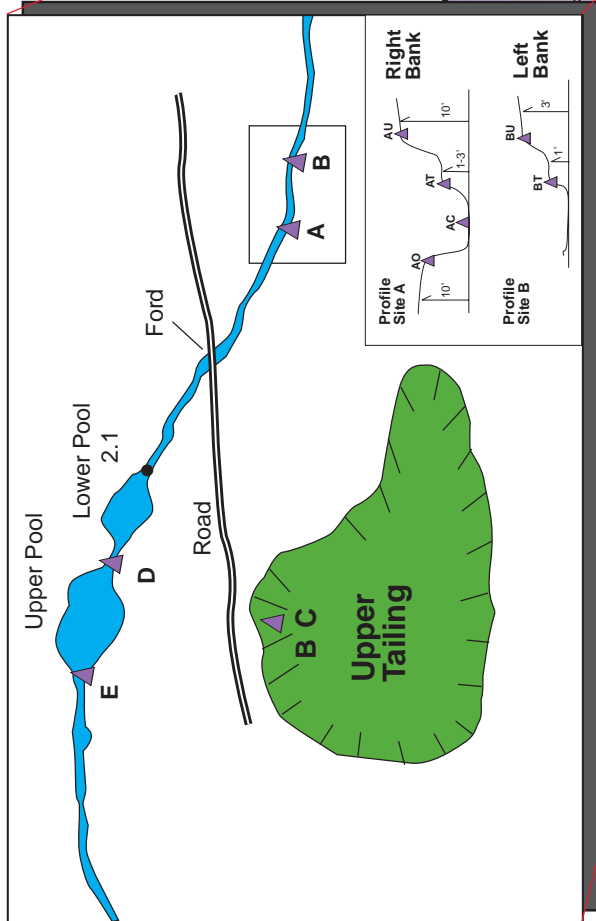 Upper Pool
Lower Pool
2.1
Ford
Road
E
D
A
B
B C
Upper
Tailing
Right
Bank
Profile
Site A
10'
AO
AC
AT
1-3'
AU
10'
Left
Bank
Profile
Site B
BT
1'
BU
3'